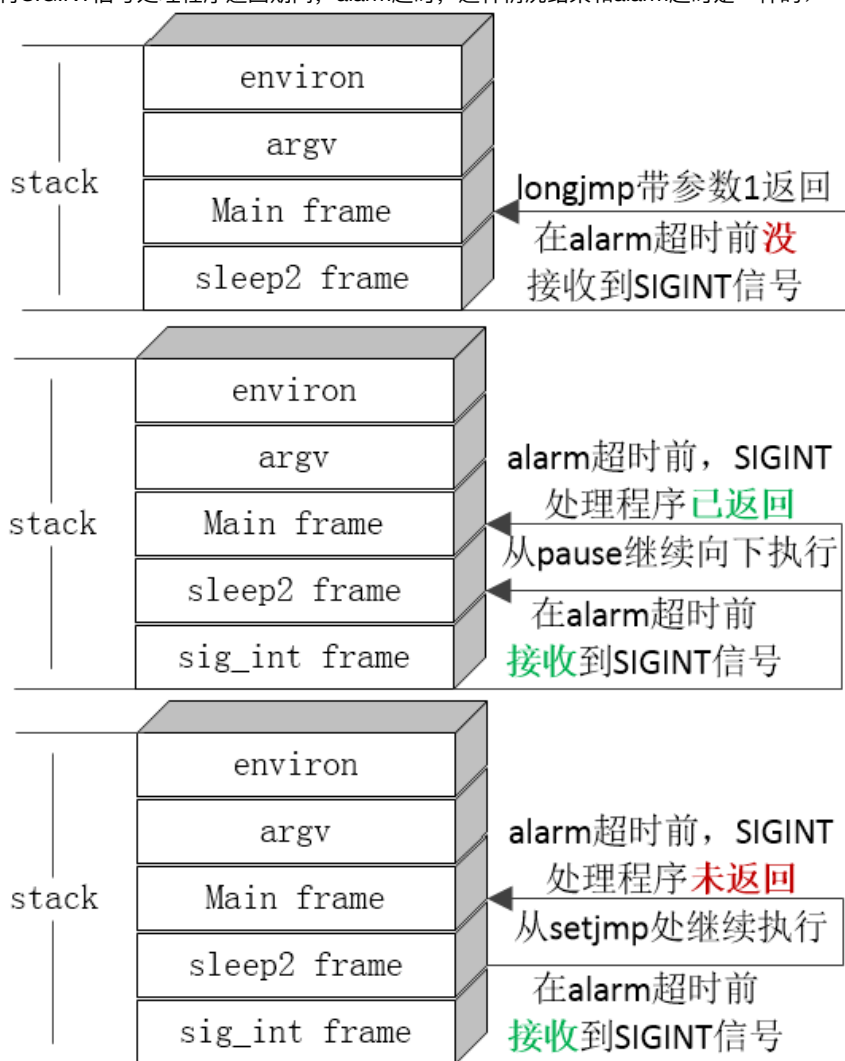 environ
argv
stack
Main frame
sleep2 frame
longjmp带参数1返回
在alarm超时前没
接收到SIGINT信号
environ
argv
stack
Main frame
sleep2 frame
sig_int frame
alarm超时前，SIGINT
处理程序已返回
从pause继续向下执行
在alarm超时前
接收到SIGINT信号
environ
argv
stack
Main frame
sleep2 frame
sig_int frame
alarm超时前，SIGINT
处理程序未返回
从setjmp处继续执行
在alarm超时前
接收到SIGINT信号